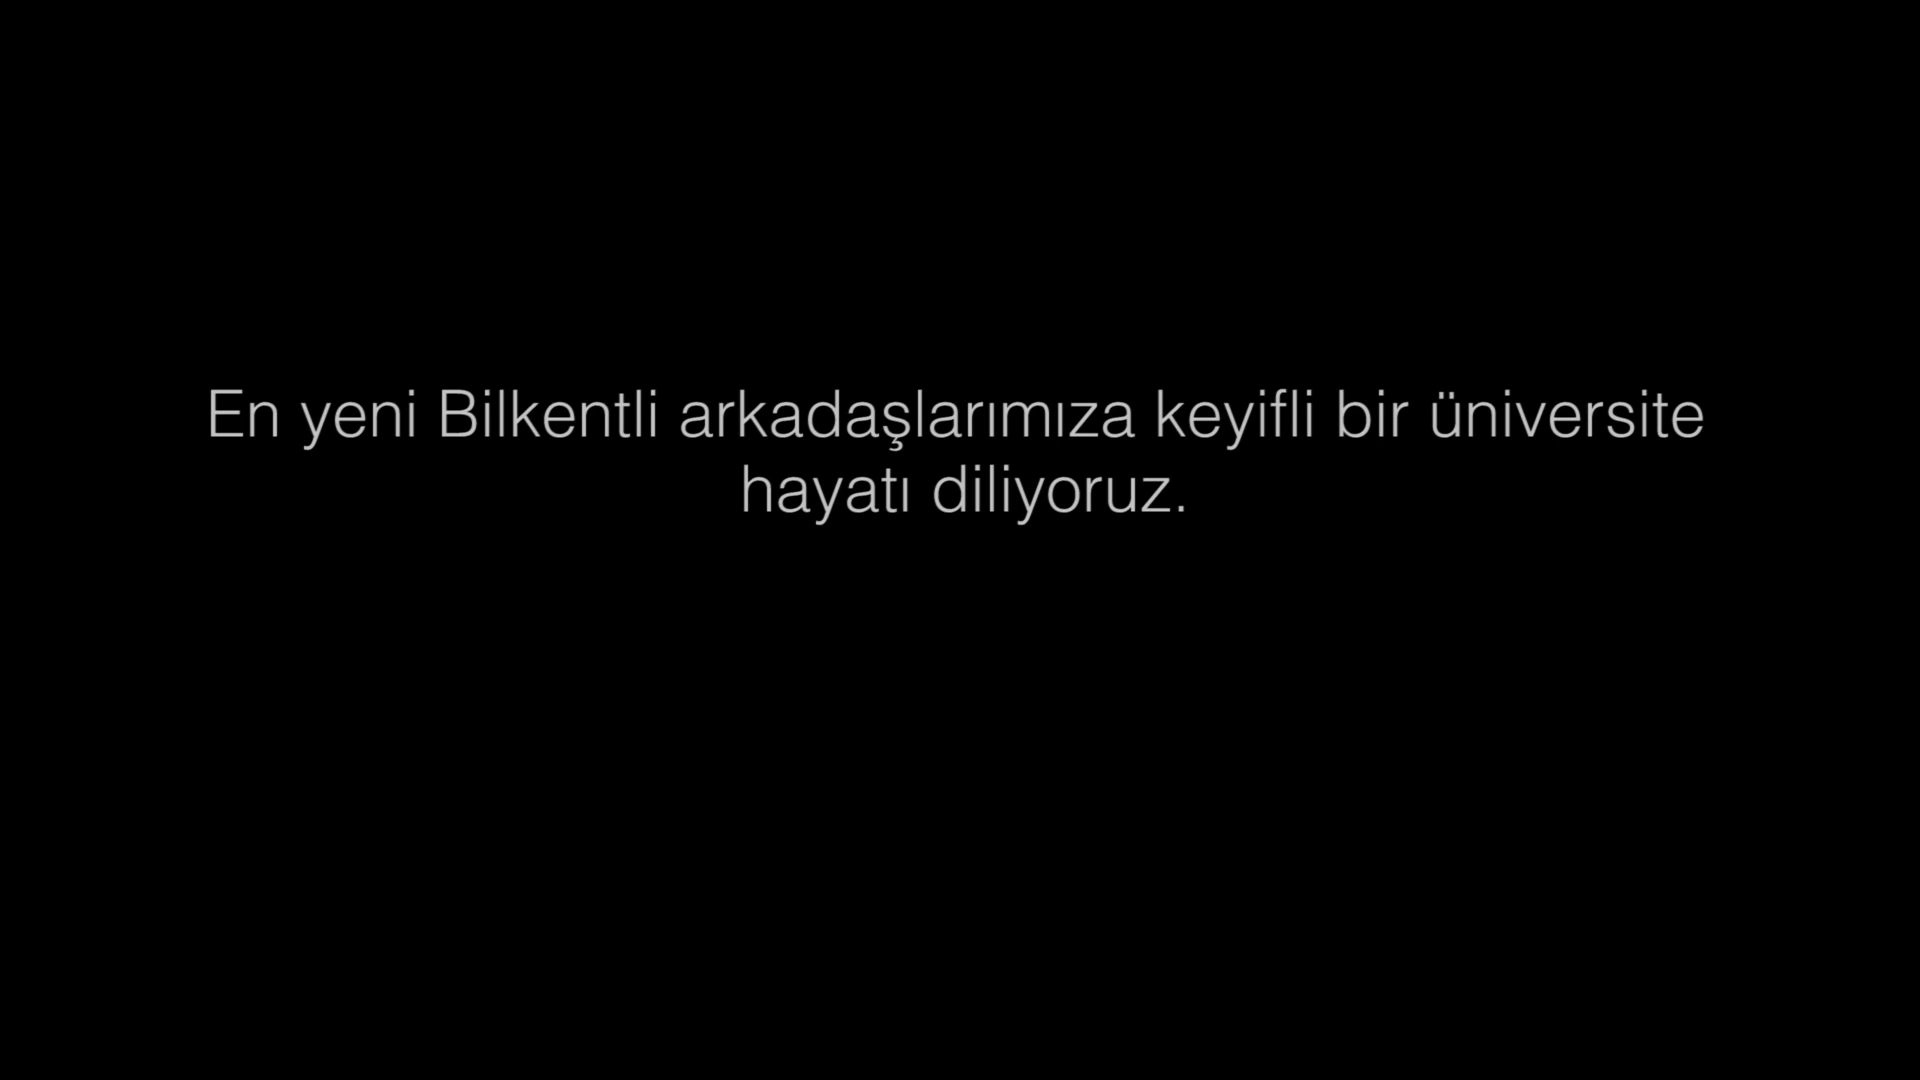 En yeni Bilkentli arkadaşlarımıza keyifli bir üniversite
hayatı diliyoruz.